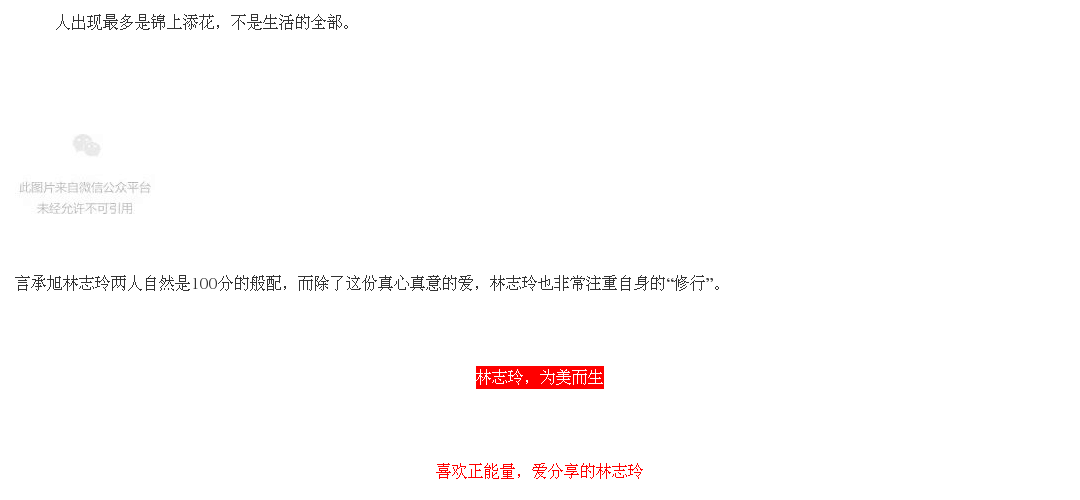 人出现最多是锦上添花，不是生活的全部。
此图片来自微信公众平台
未经允许不可引用
言承旭林志玲两人自然是100分的般配，而除了这份真心真意的爱，林志玲也非常注重自身的“修行”。
林志玲，为美而生
喜欢正能量，爱分享的林志玲